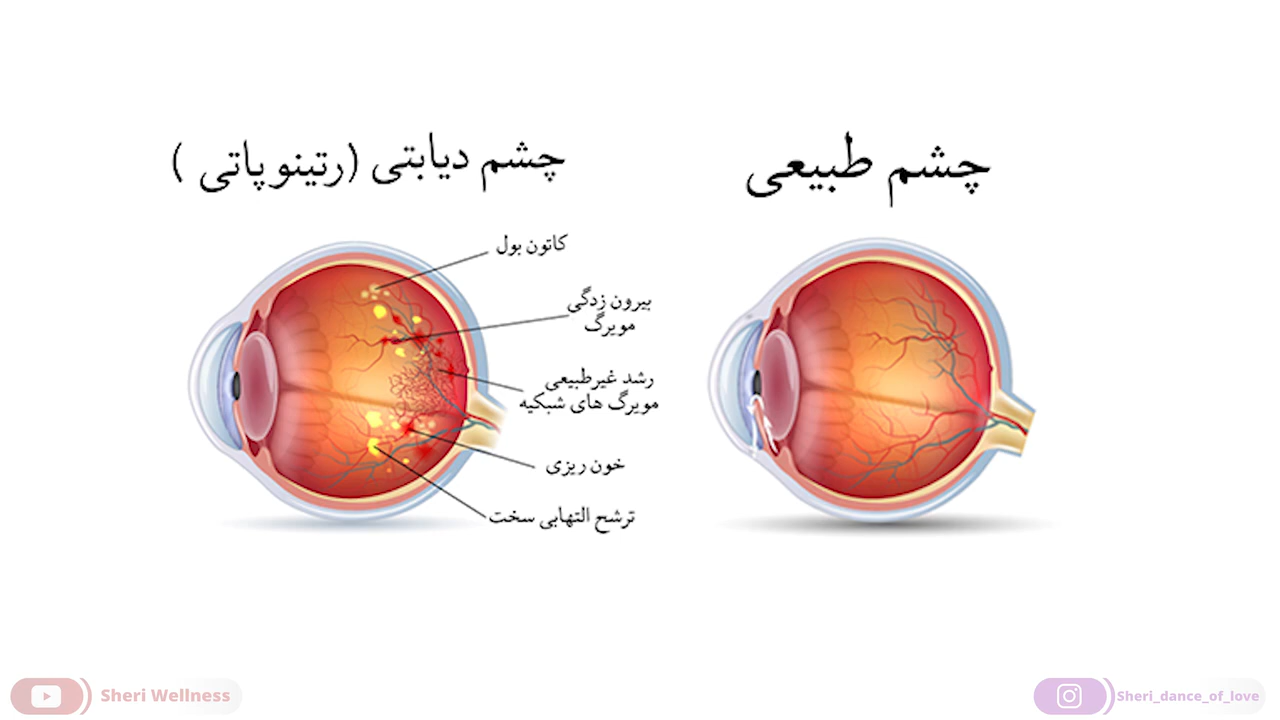 چشم طبیعی
چشم دیابتی (رتینوپاتی )
کاتون بول
بیرون زدگی
مویرگ
رشد غیرطبیعی
مویرگ های شبکیه
خون ریزی
ترشح التهابی سخت
Sheri Wellness
Sheri_dance_of_love